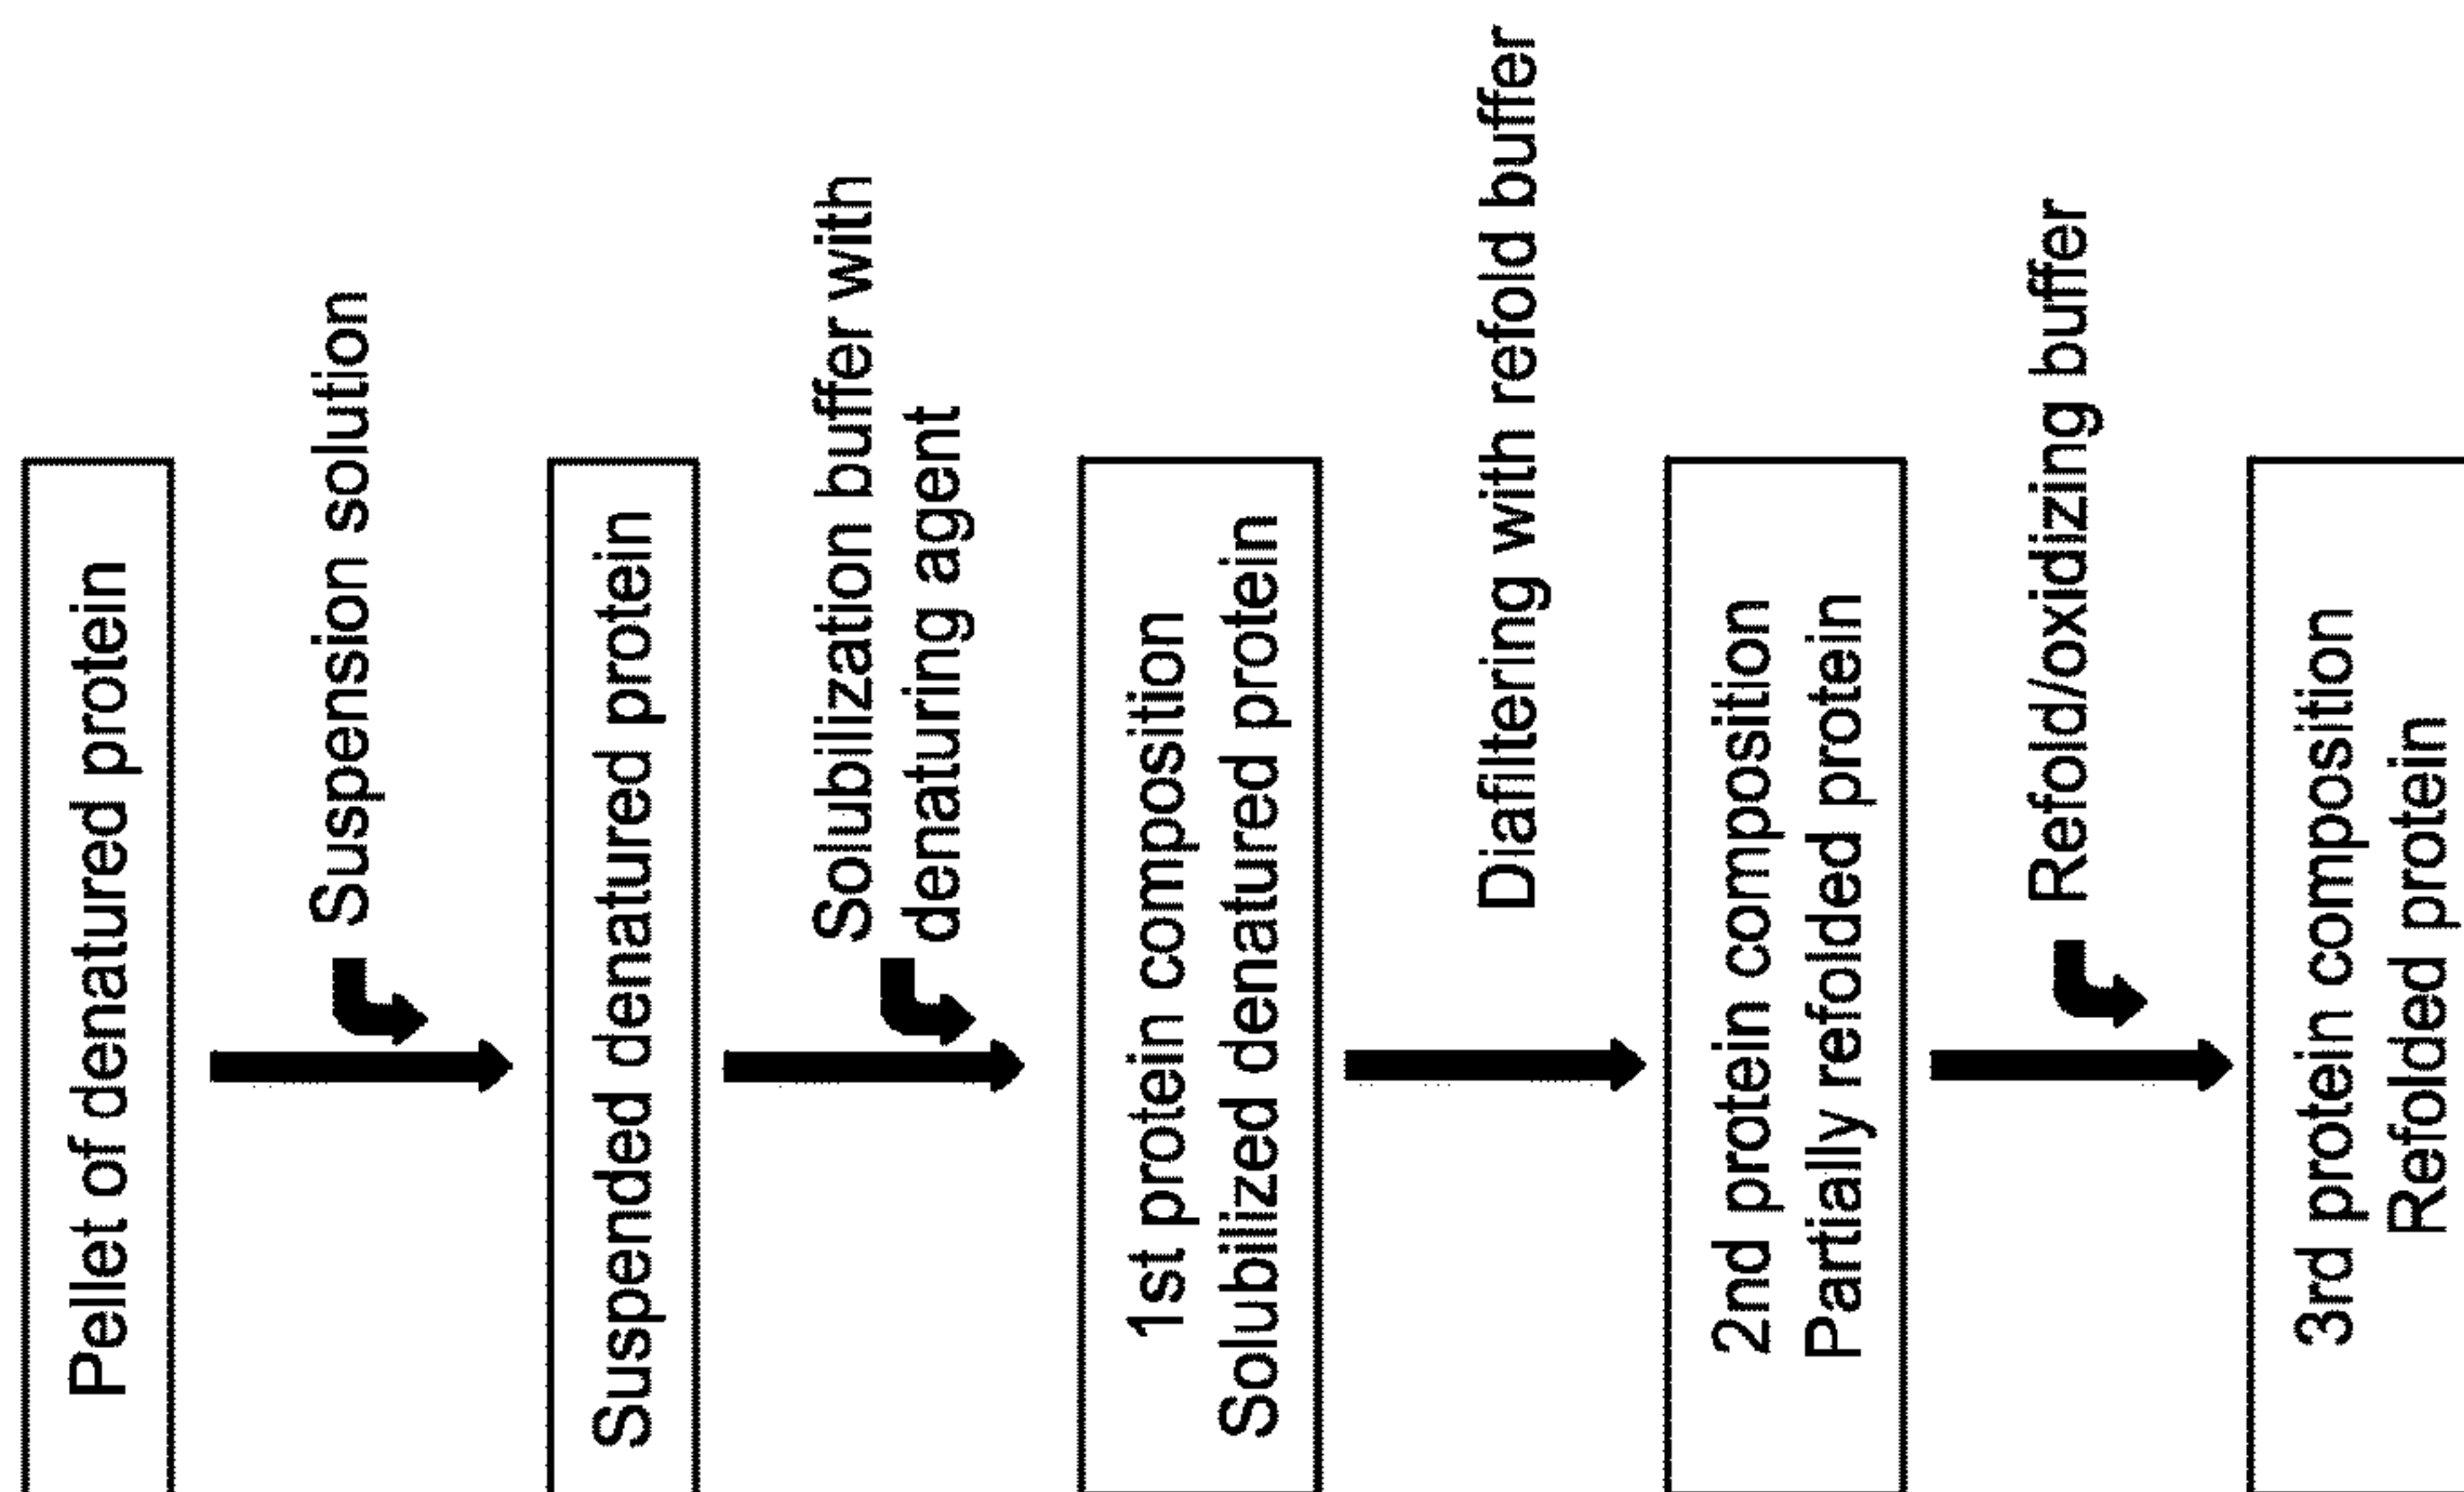 Pellet of denatured protein
Suspension solution
Suspended denatured protein
Solubilization buffer with
denaturing agent
1st protein composition
Solubilized denatured protein
Diafiltering with refold buffer
2nd protein composition
Partially refolded protein
Refold/oxidizing buffer
3rd protein composition
Refolded protein